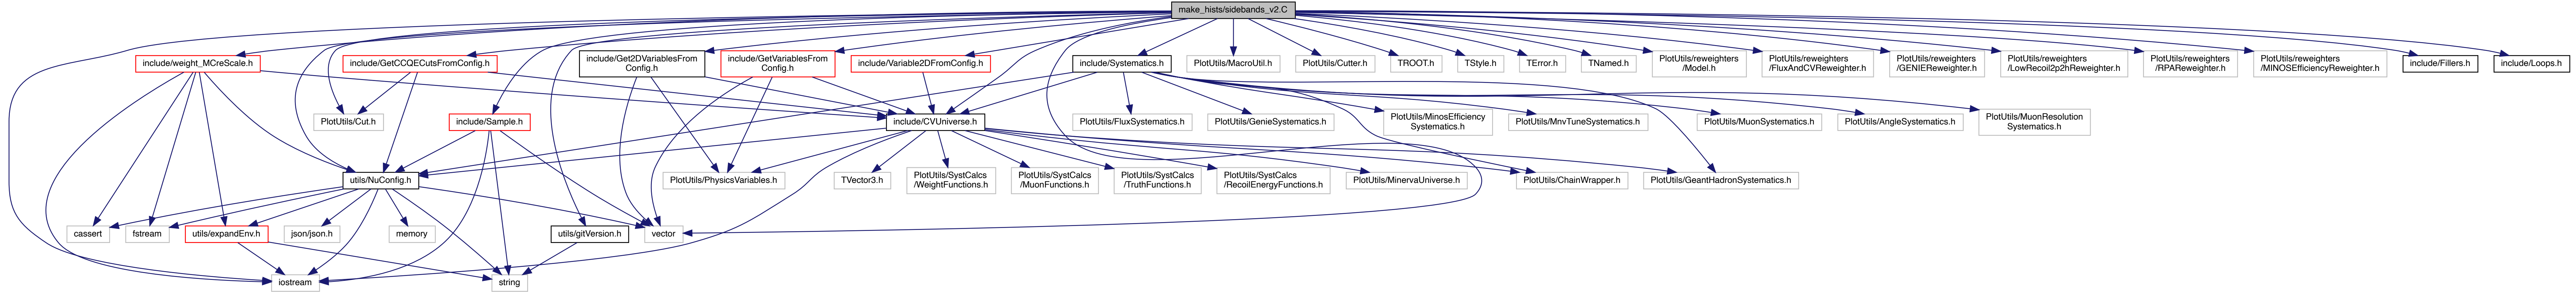 make_hists/sidebands_v2.C
include/weight_MCreScale.h
include/GetCCQECutsFromConfig.h
include/Get2DVariablesFrom
Config.h
include/GetVariablesFrom
Config.h
include/Variable2DFromConfig.h
include/Systematics.h
PlotUtils/MacroUtil.h
PlotUtils/Cutter.h
TROOT.h
TStyle.h
TError.h
TNamed.h
PlotUtils/reweighters
/Model.h
PlotUtils/reweighters
/FluxAndCVReweighter.h
PlotUtils/reweighters
/GENIEReweighter.h
PlotUtils/reweighters
/LowRecoil2p2hReweighter.h
PlotUtils/reweighters
/RPAReweighter.h
PlotUtils/reweighters
/MINOSEfficiencyReweighter.h
include/Fillers.h
include/Loops.h
PlotUtils/Cut.h
include/Sample.h
include/CVUniverse.h
PlotUtils/FluxSystematics.h
PlotUtils/GenieSystematics.h
PlotUtils/MinosEfficiency
Systematics.h
PlotUtils/MnvTuneSystematics.h
PlotUtils/MuonSystematics.h
PlotUtils/AngleSystematics.h
PlotUtils/MuonResolution
Systematics.h
utils/NuConfig.h
PlotUtils/PhysicsVariables.h
TVector3.h
PlotUtils/SystCalcs
/WeightFunctions.h
PlotUtils/SystCalcs
/MuonFunctions.h
PlotUtils/SystCalcs
/TruthFunctions.h
PlotUtils/SystCalcs
/RecoilEnergyFunctions.h
PlotUtils/MinervaUniverse.h
PlotUtils/ChainWrapper.h
PlotUtils/GeantHadronSystematics.h
cassert
fstream
utils/expandEnv.h
json/json.h
memory
utils/gitVersion.h
vector
iostream
string